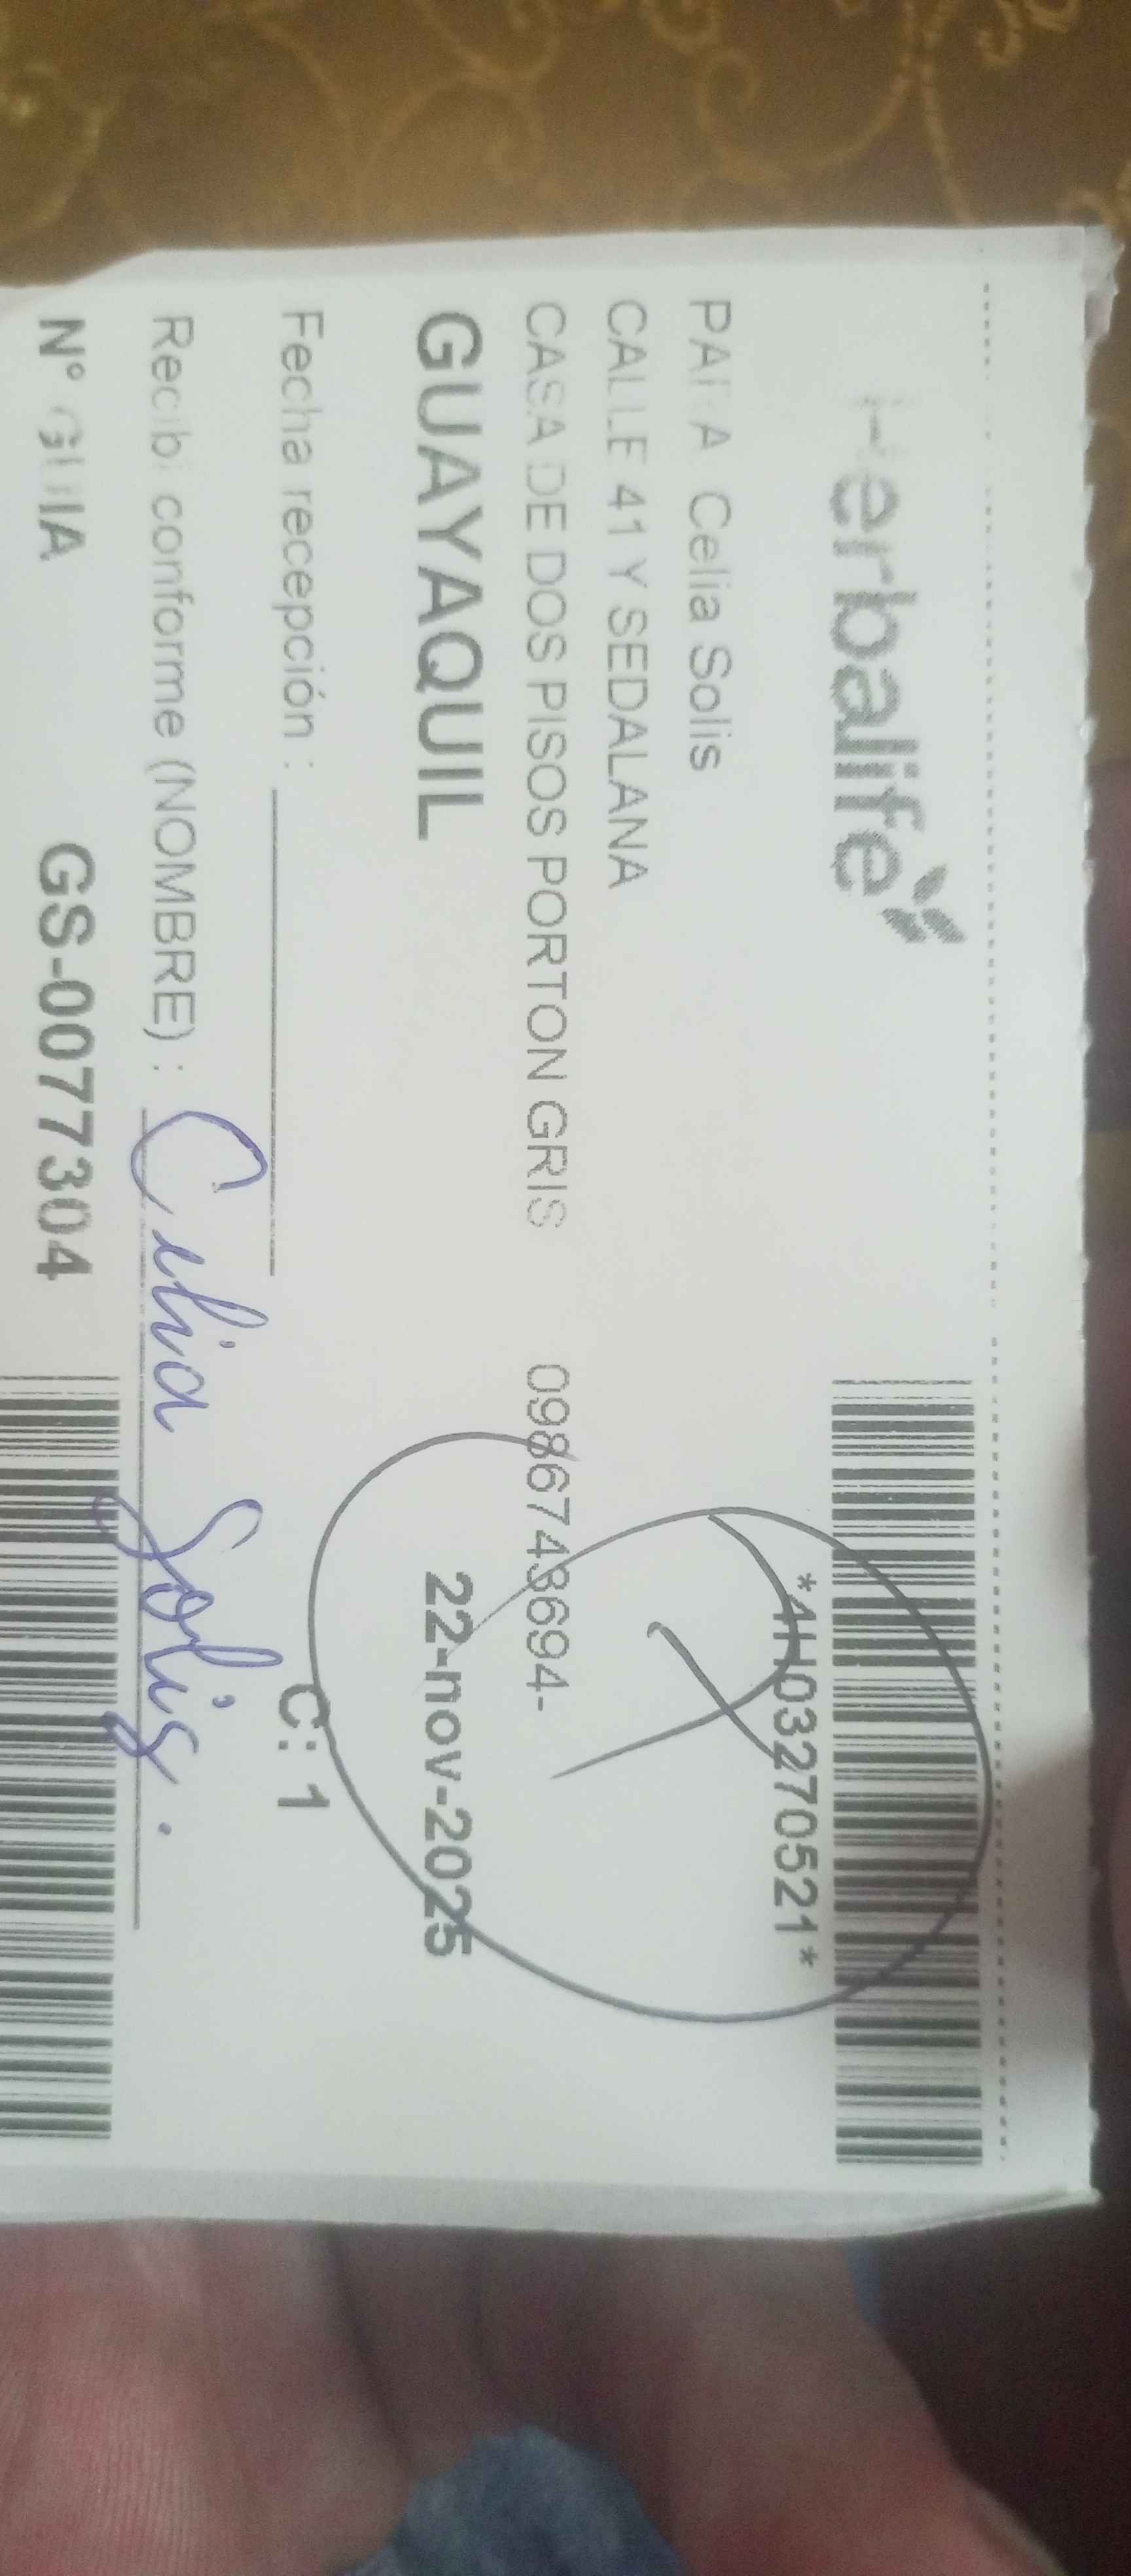 Herbalife
*4H03270521*
PARA Celia Solis
CALLE 41 Y SEDALANA
CASA DE DOS PISOS PORTON GRIS 0986743694-
GUAYAQUIL 22-nov-2025
Fecha recepción : C: 1
Recibi conforme (NOMBRE) : Celia Solis.
N° GUIA GS-0077304